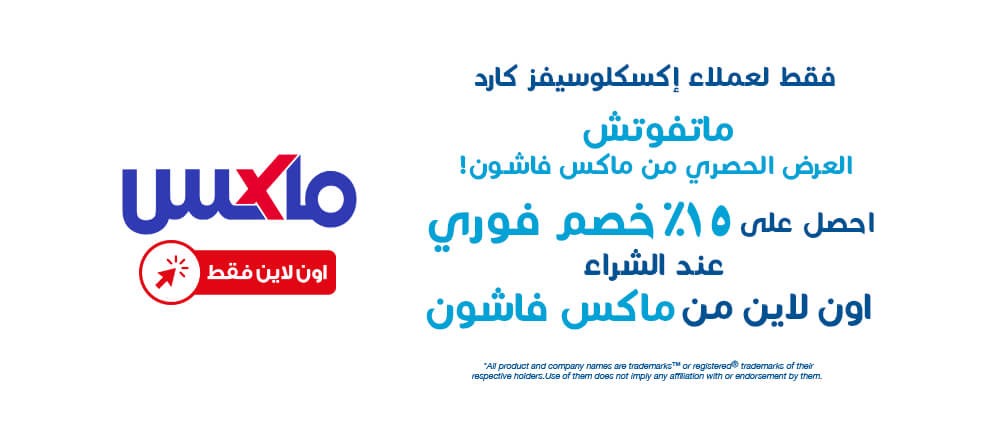 فقط لعملاء إكسكلوسيفز كارد
ماتفوتش
العرض الحصري من ماكس فاشون!
احصل على ١٥٪ خصم فوري
عند الشراء
اون لاين من ماكس فاشون
ماكس
اون لاين فقط
"All product and company names are trademarks™ or registered® trademarks of their
respective holders.Use of them does not imply any affiliation with or endorsement by them.